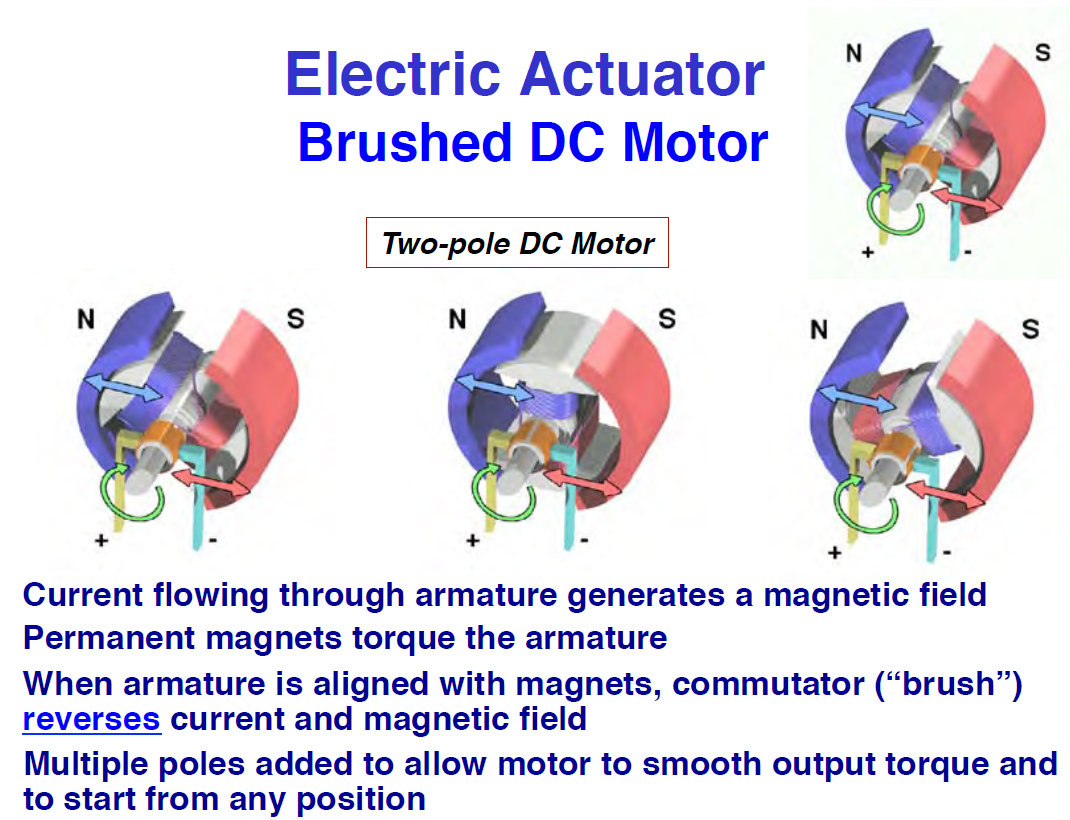 Electric Actuator
Brushed DC Motor
N S
+ -
Two-pole DC Motor
N S
+ -
N S
+ -
N S
+ -
Current flowing through armature generates a magnetic field
Permanent magnets torque the armature
When armature is aligned with magnets, commutator (“brush”)
reverses current and magnetic field
Multiple poles added to allow motor to smooth output torque and
to start from any position